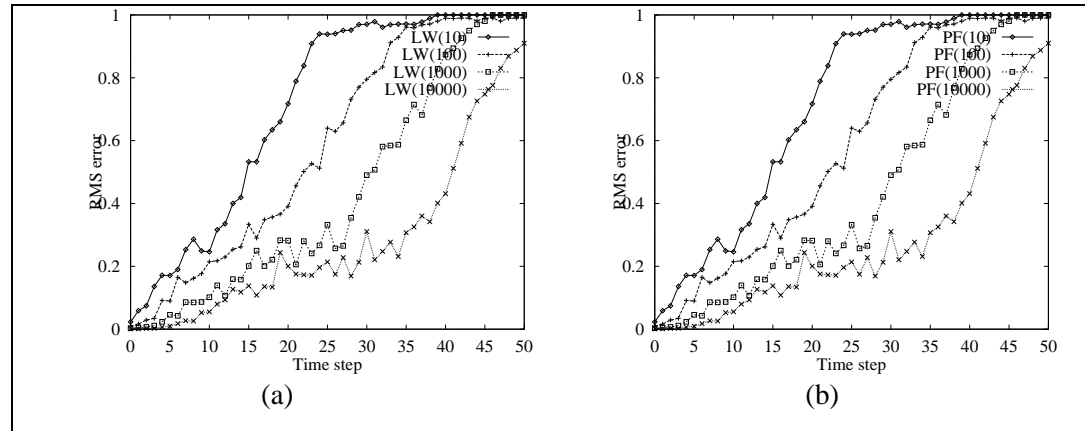 1
0.8
0.6
0.4
0.2
0
RMS error
LW(10)
LW(100)
LW(1000)
LW(10000)
0 5 10 15 20 25 30 35 40 45 50
Time step
(a)
1
0.8
0.6
0.4
0.2
0
RMS error
PF(10)
PF(100)
PF(1000)
PF(10000)
0 5 10 15 20 25 30 35 40 45 50
Time step
(b)